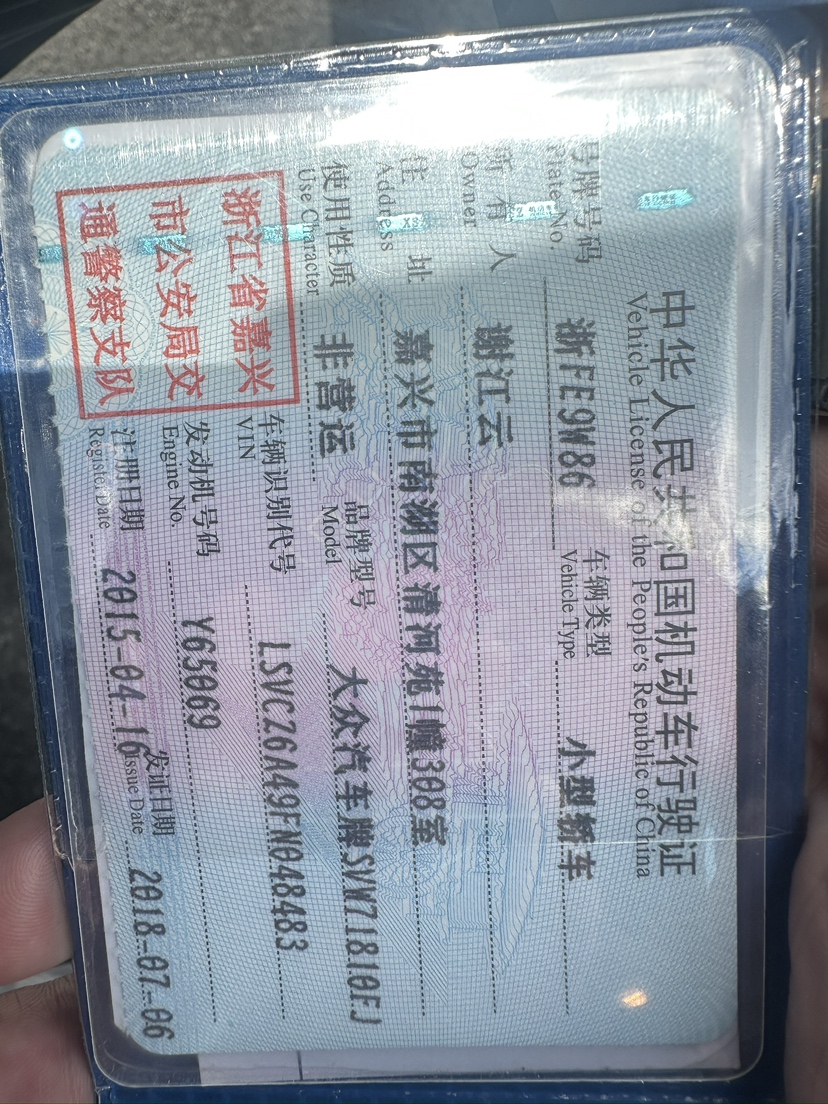 中华人民共和国机动车行驶证
Vehicle License of the People's Republic of China
号牌号码 浙FE9W86 车辆类型 小型轿车
Plate No. Vehicle Type
所有人 谢江云
Owner
住址 嘉兴市南湖区清河苑1幢308室
Address
使用性质 非营运 品牌型号 大众汽车牌SVW71810EJ
Use Character Model
浙江省嘉兴
市公安局交
通警察支队
车辆识别代号 LSVCZ6A49FN048483
VIN
发动机号码 Y65069
Engine No.
注册日期 2015-04-16 发证日期 2018-07-06
Register Date Issue Date